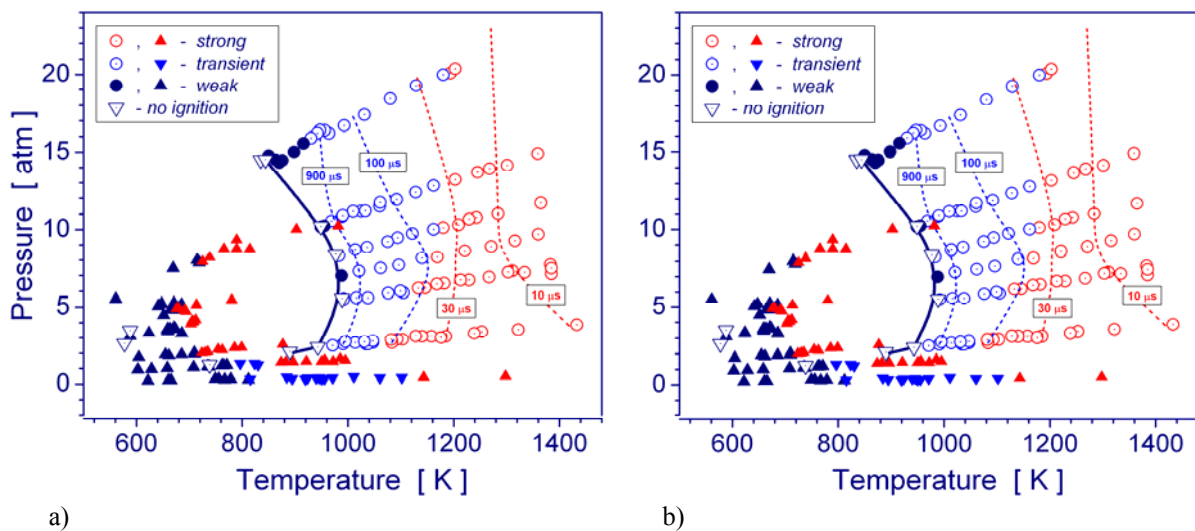 , - strong
, - transient
, - weak
- no ignition
900 μs
100 μs
30 μs
10 μs
20
15
10
5
0
Pressure [ atm ]
600 800 1000 1200 1400
Temperature [ K ]
a)
, - strong
, - transient
, - weak
- no ignition
900 μs
100 μs
30 μs
10 μs
20
15
10
5
0
600 800 1000 1200 1400
Temperature [ K ]
b)